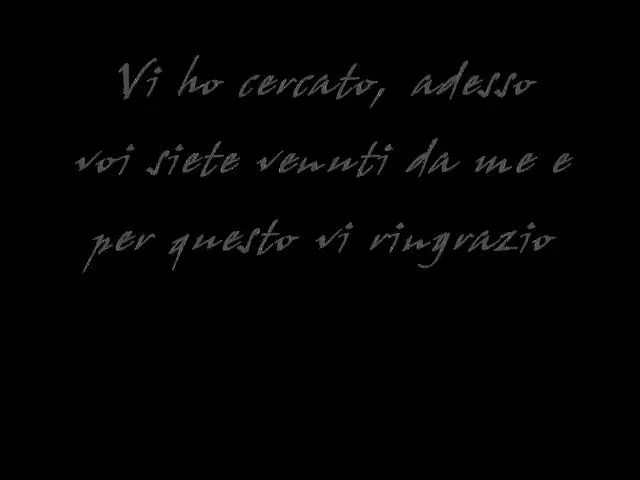 Vi ho cercato, adesso
voi siete venuti da me e
per questo vi ringrazio